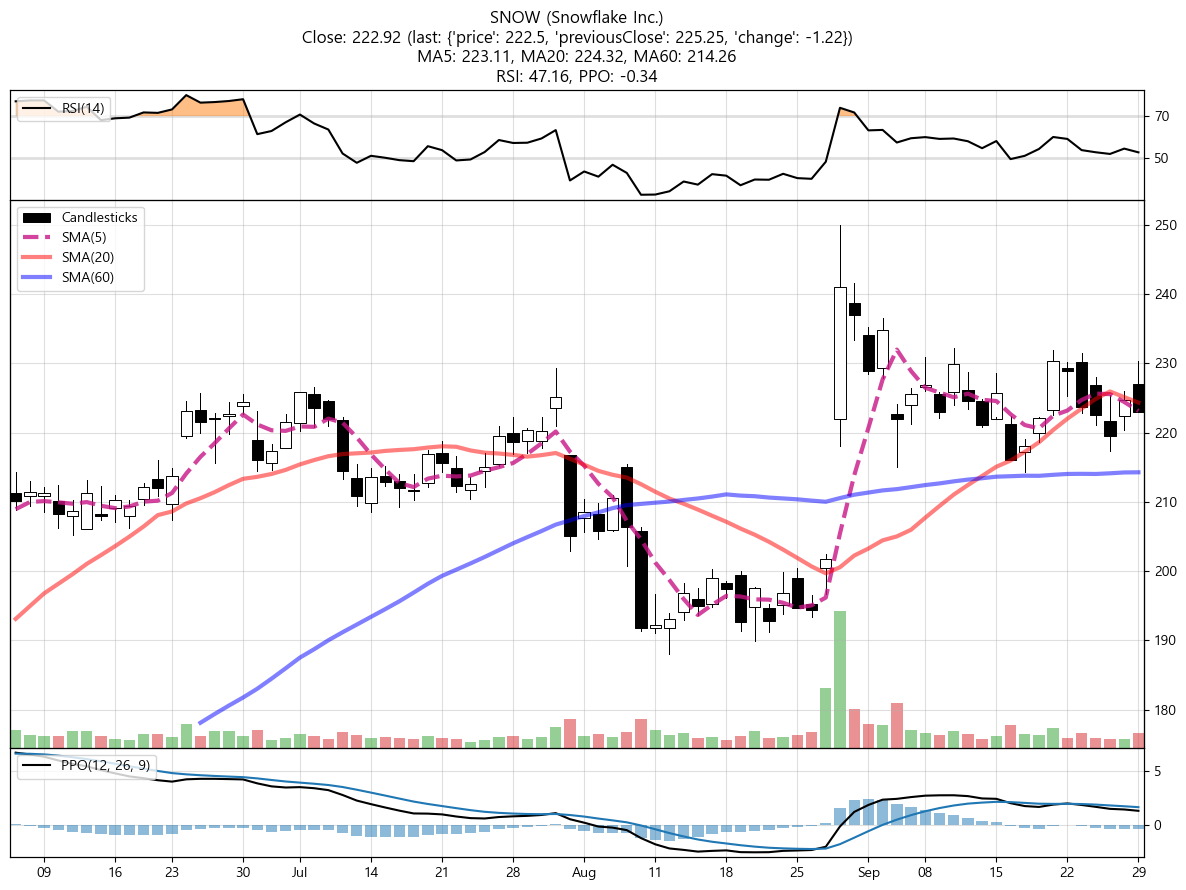 SNOW (Snowflake Inc.)
Close: 222.92 (last: {'price': 222.5, 'previousClose': 225.25, 'change': -1.22})
MA5: 223.11, MA20: 224.32, MA60: 214.26
RSI: 47.16, PPO: -0.34
RSI(14)
70
50
Candlesticks
SMA(5)
SMA(20)
SMA(60)
250
240
230
220
210
200
190
180
PPO(12, 26, 9)
5
0
09 16 23 30 Jul 14 21 28 Aug 11 18 25 Sep 08 15 22 29